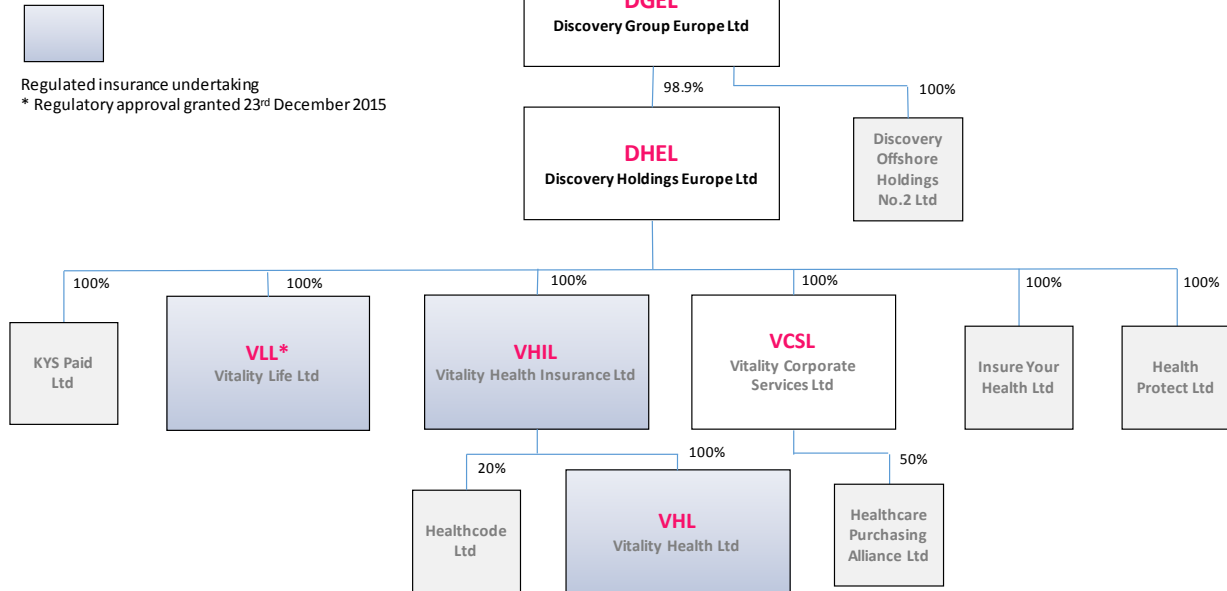 DGEL
Discovery Group Europe Ltd
Regulated insurance undertaking
* Regulatory approval granted 23rd December 2015
98.9%
100%
DHEL
Discovery Holdings Europe Ltd
Discovery
Offshore
Holdings
No.2 Ltd
100%
100%
100%
100%
100%
100%
KYS Paid
Ltd
VLL*
Vitality Life Ltd
VHIL
Vitality Health Insurance Ltd
VCSL
Vitality Corporate
Services Ltd
Insure Your
Health Ltd
Health
Protect Ltd
20%
100%
50%
Healthcode
Ltd
VHL
Vitality Health Ltd
Healthcare
Purchasing
Alliance Ltd